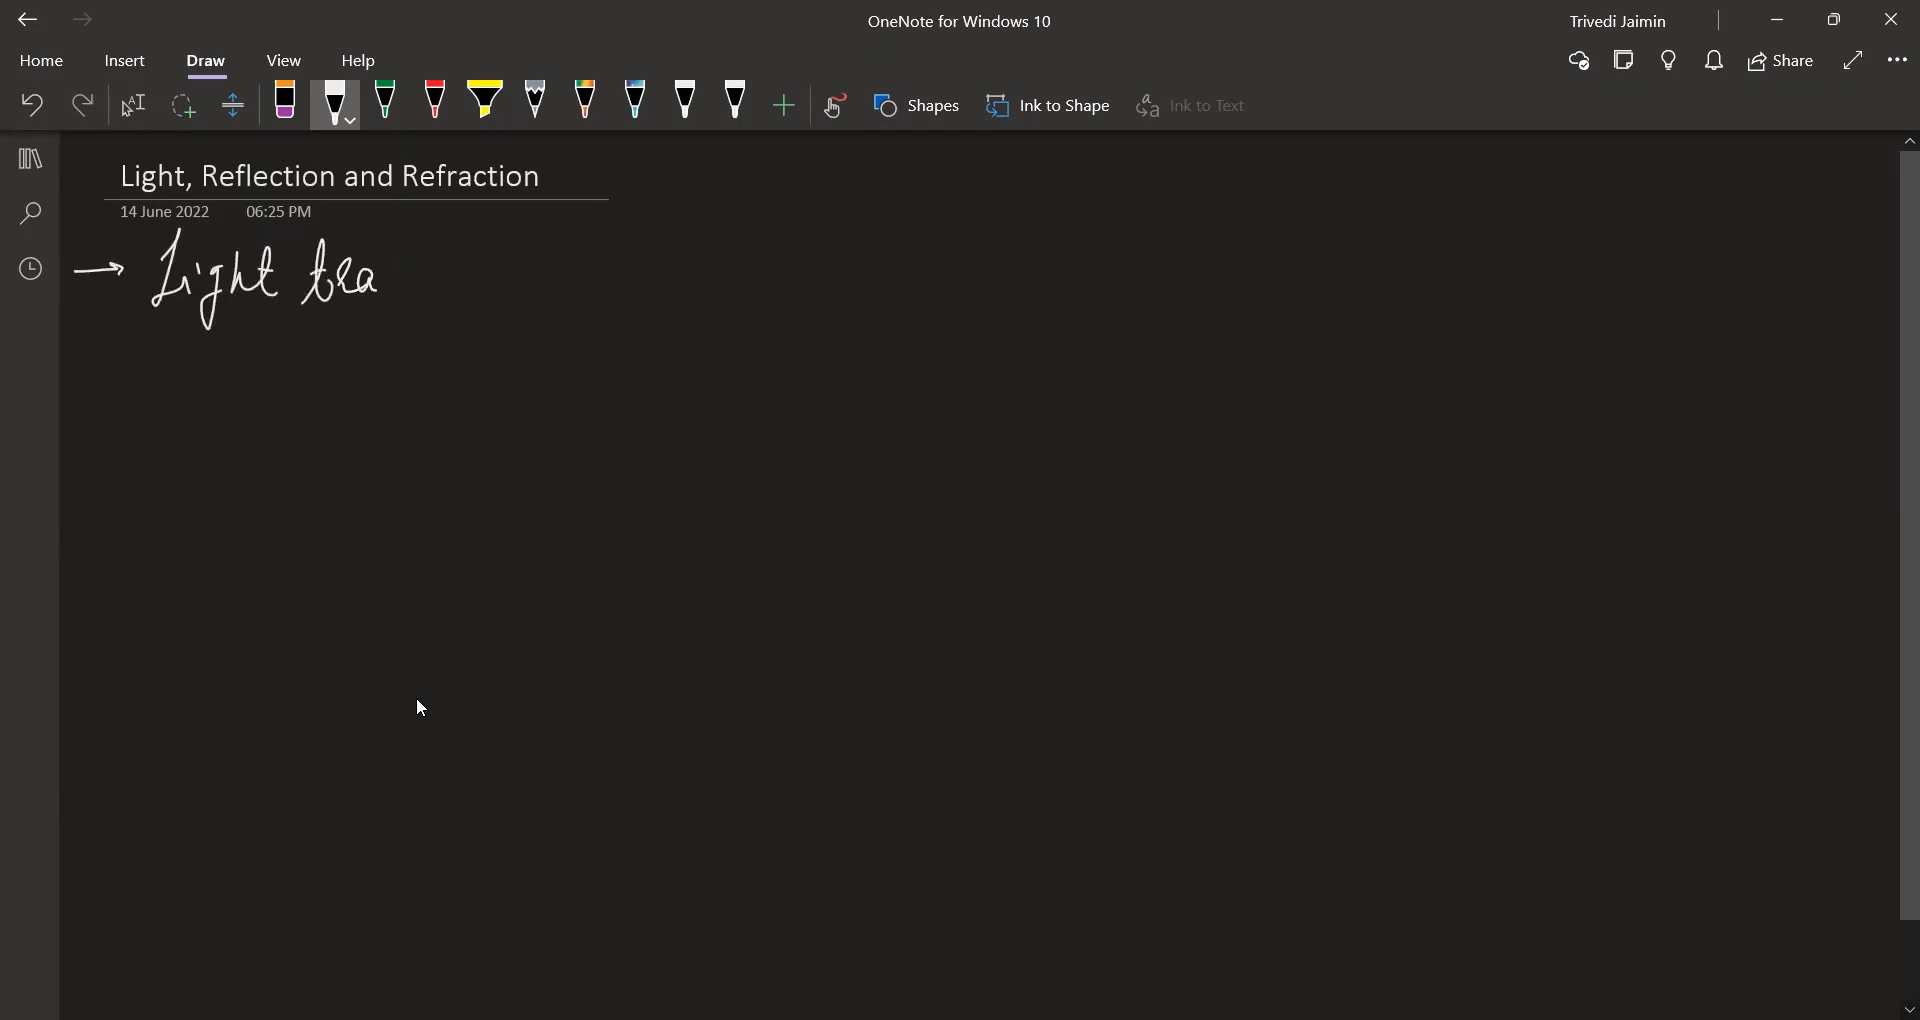 OneNote for Windows 10
Trivedi Jaimin
Home Insert Draw View Help
Share
Shapes Ink to Shape Ink to Text
Light, Reflection and Refraction
14 June 2022 06:25 PM
→ Light tra